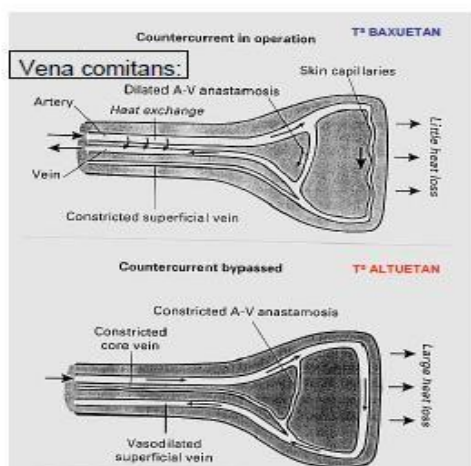 Countercurrent in operation
Tª BAXUETAN
Vena comitans:
Skin capillaries
Dilated A-V anastamosis
Artery
Heat exchange
Little heat loss
Vein
Constricted superficial vein
Countercurrent bypassed
Tª ALTUETAN
Constricted A-V anastamosis
Constricted
core vein
Large heat loss
Vasodilated
superficial vein